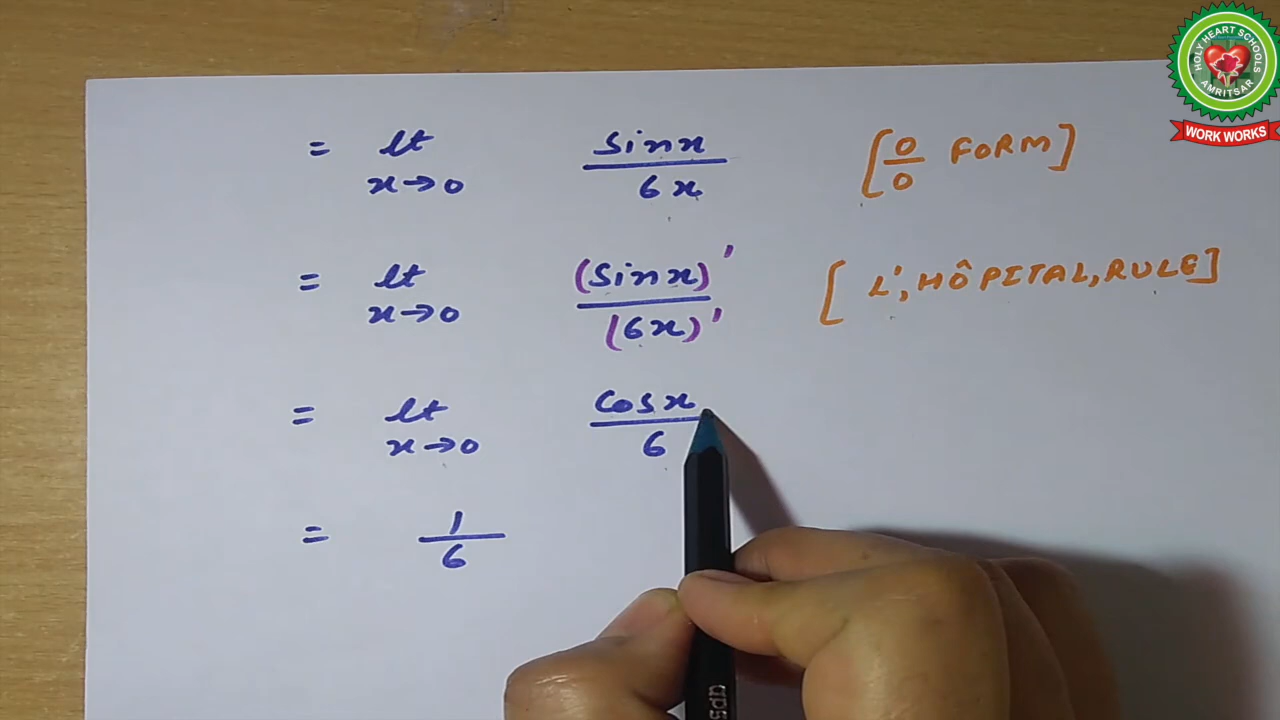 = lt x→0 sinx / 6x [0/0 FORM]
= lt x→0 (sinx)' / (6x)' [L', HÔPITAL, RULE]
= lt x→0 cosx / 6
= 1/6
HOLY HEART SCHOOLS
AMRITSAR
WORK WORKS
apsd